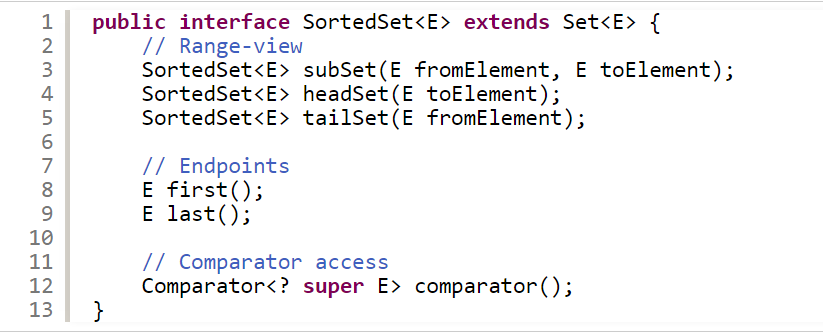 1 public interface SortedSet<E> extends Set<E> {
2 // Range-view
3 SortedSet<E> subSet(E fromElement, E toElement);
4 SortedSet<E> headSet(E toElement);
5 SortedSet<E> tailSet(E fromElement);
6
7 // Endpoints
8 E first();
9 E last();
10
11 // Comparator access
12 Comparator<? super E> comparator();
13 }